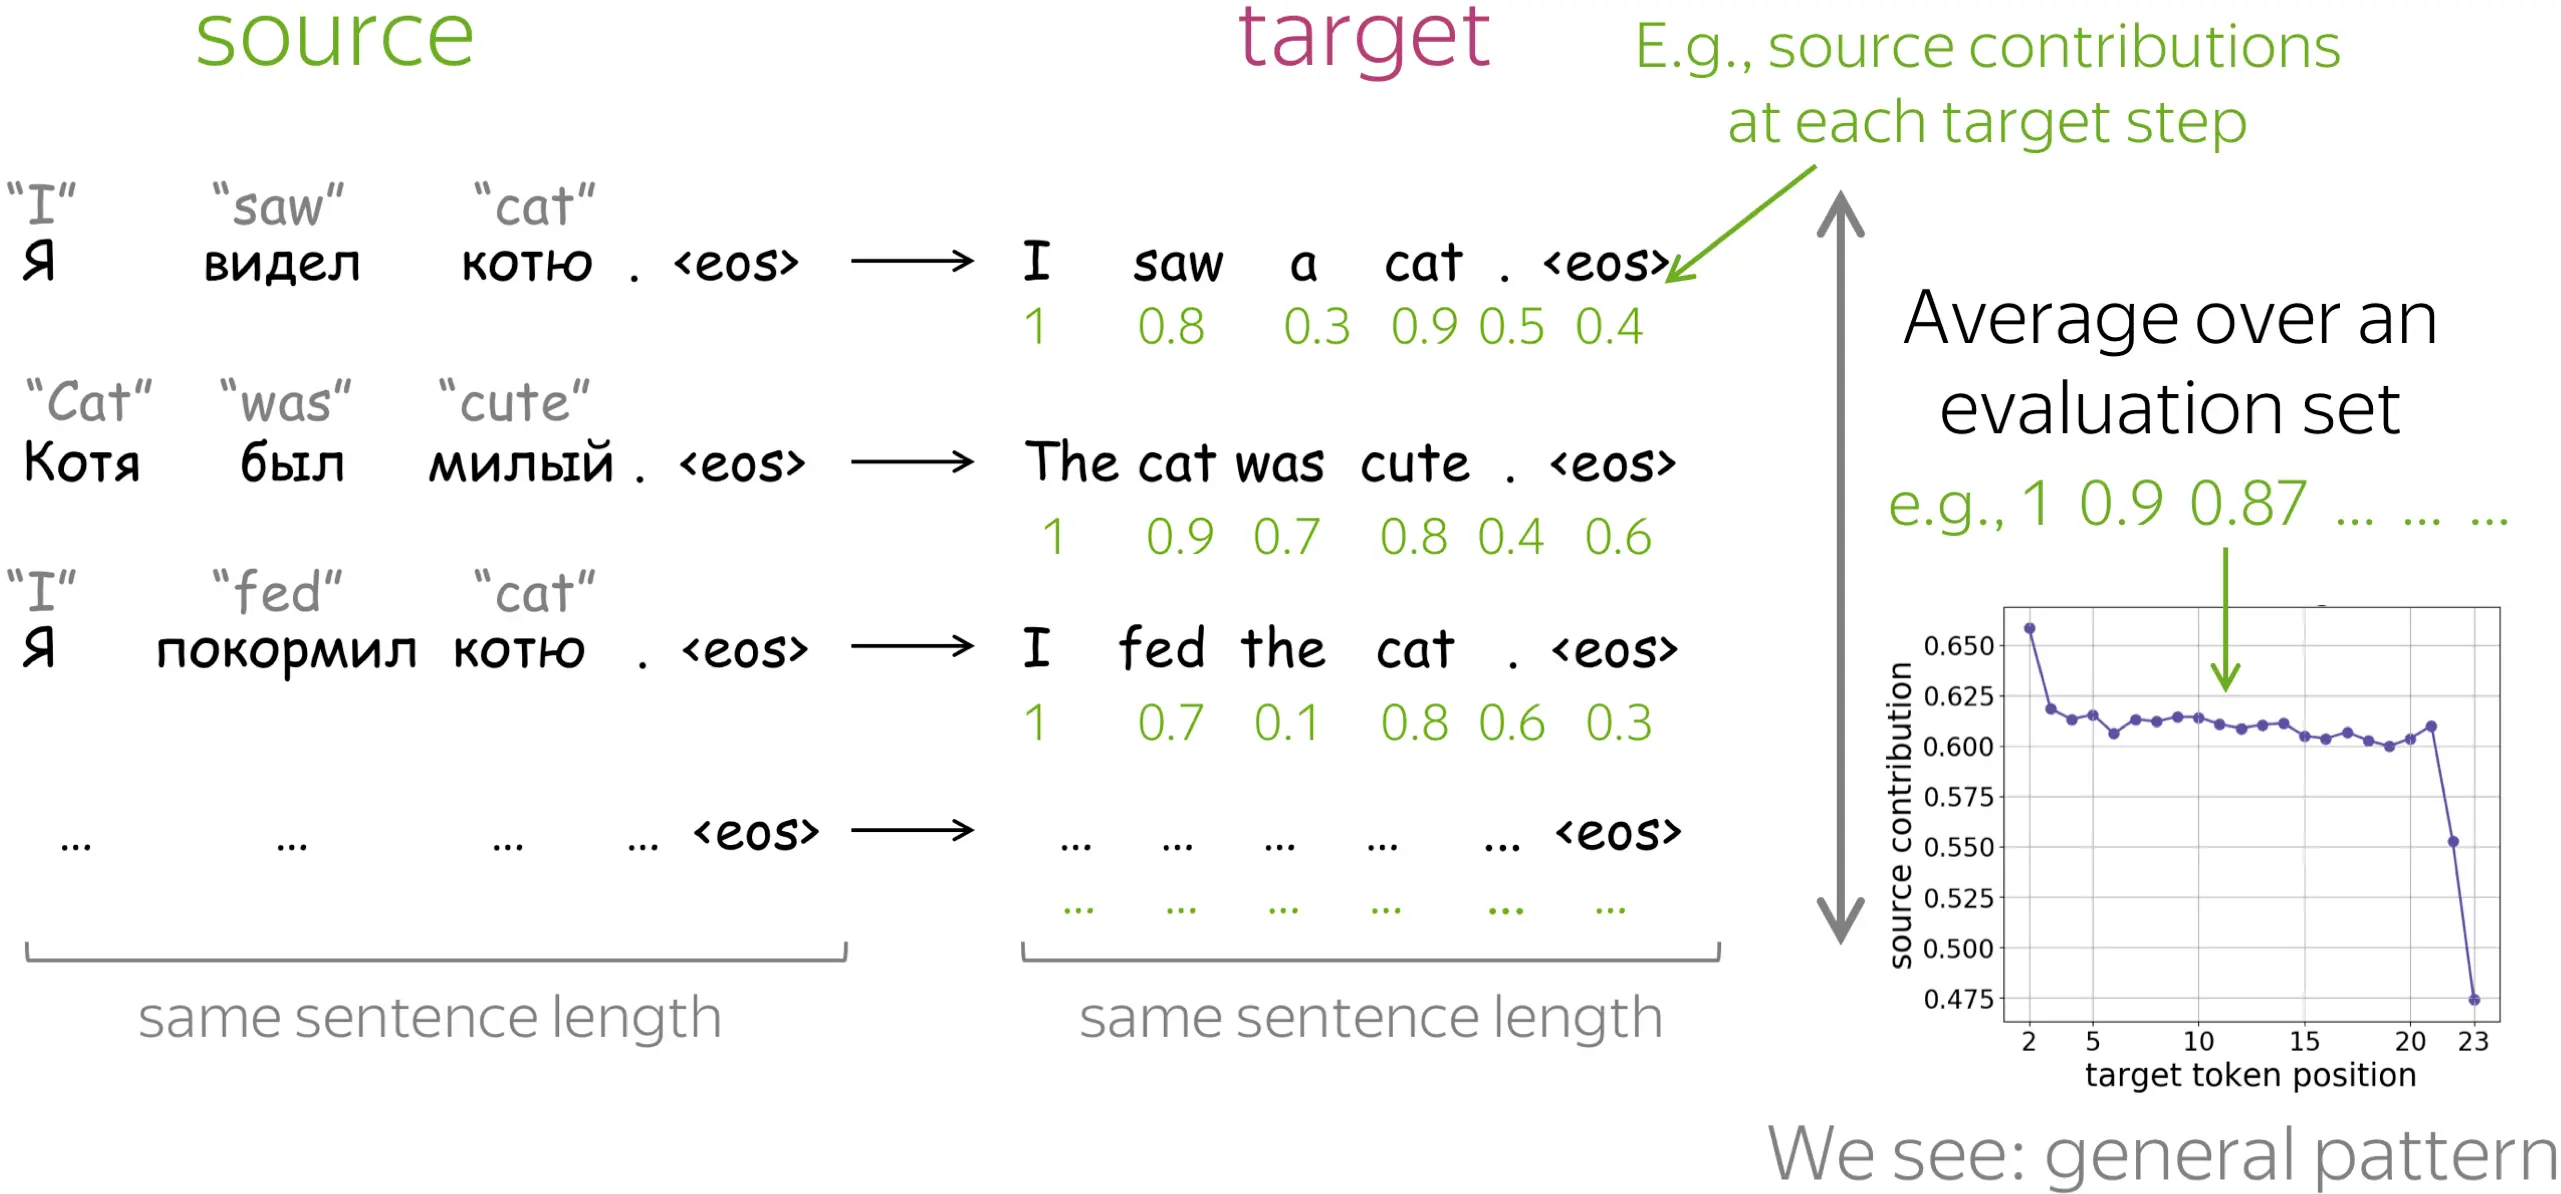 source
target
E.g., source contributions
at each target step
“I” “saw” “cat”
Я видел котю . <eos>
I saw a cat . <eos>
1 0.8 0.3 0.9 0.5 0.4
“Cat” “was” “cute”
Котя был милый . <eos>
The cat was cute . <eos>
1 0.9 0.7 0.8 0.4 0.6
“I” “fed” “cat”
Я покормил котю . <eos>
I fed the cat . <eos>
1 0.7 0.1 0.8 0.6 0.3
... ... ... ... <eos>
... ... ... ... ... <eos>
... ... ... ... ... ...
same sentence length
same sentence length
Average over an
evaluation set
e.g., 1 0.9 0.87 ... ... ...
source contribution
0.650
0.625
0.600
0.575
0.550
0.525
0.500
0.475
2 5 10 15 20 23
target token position
We see: general pattern